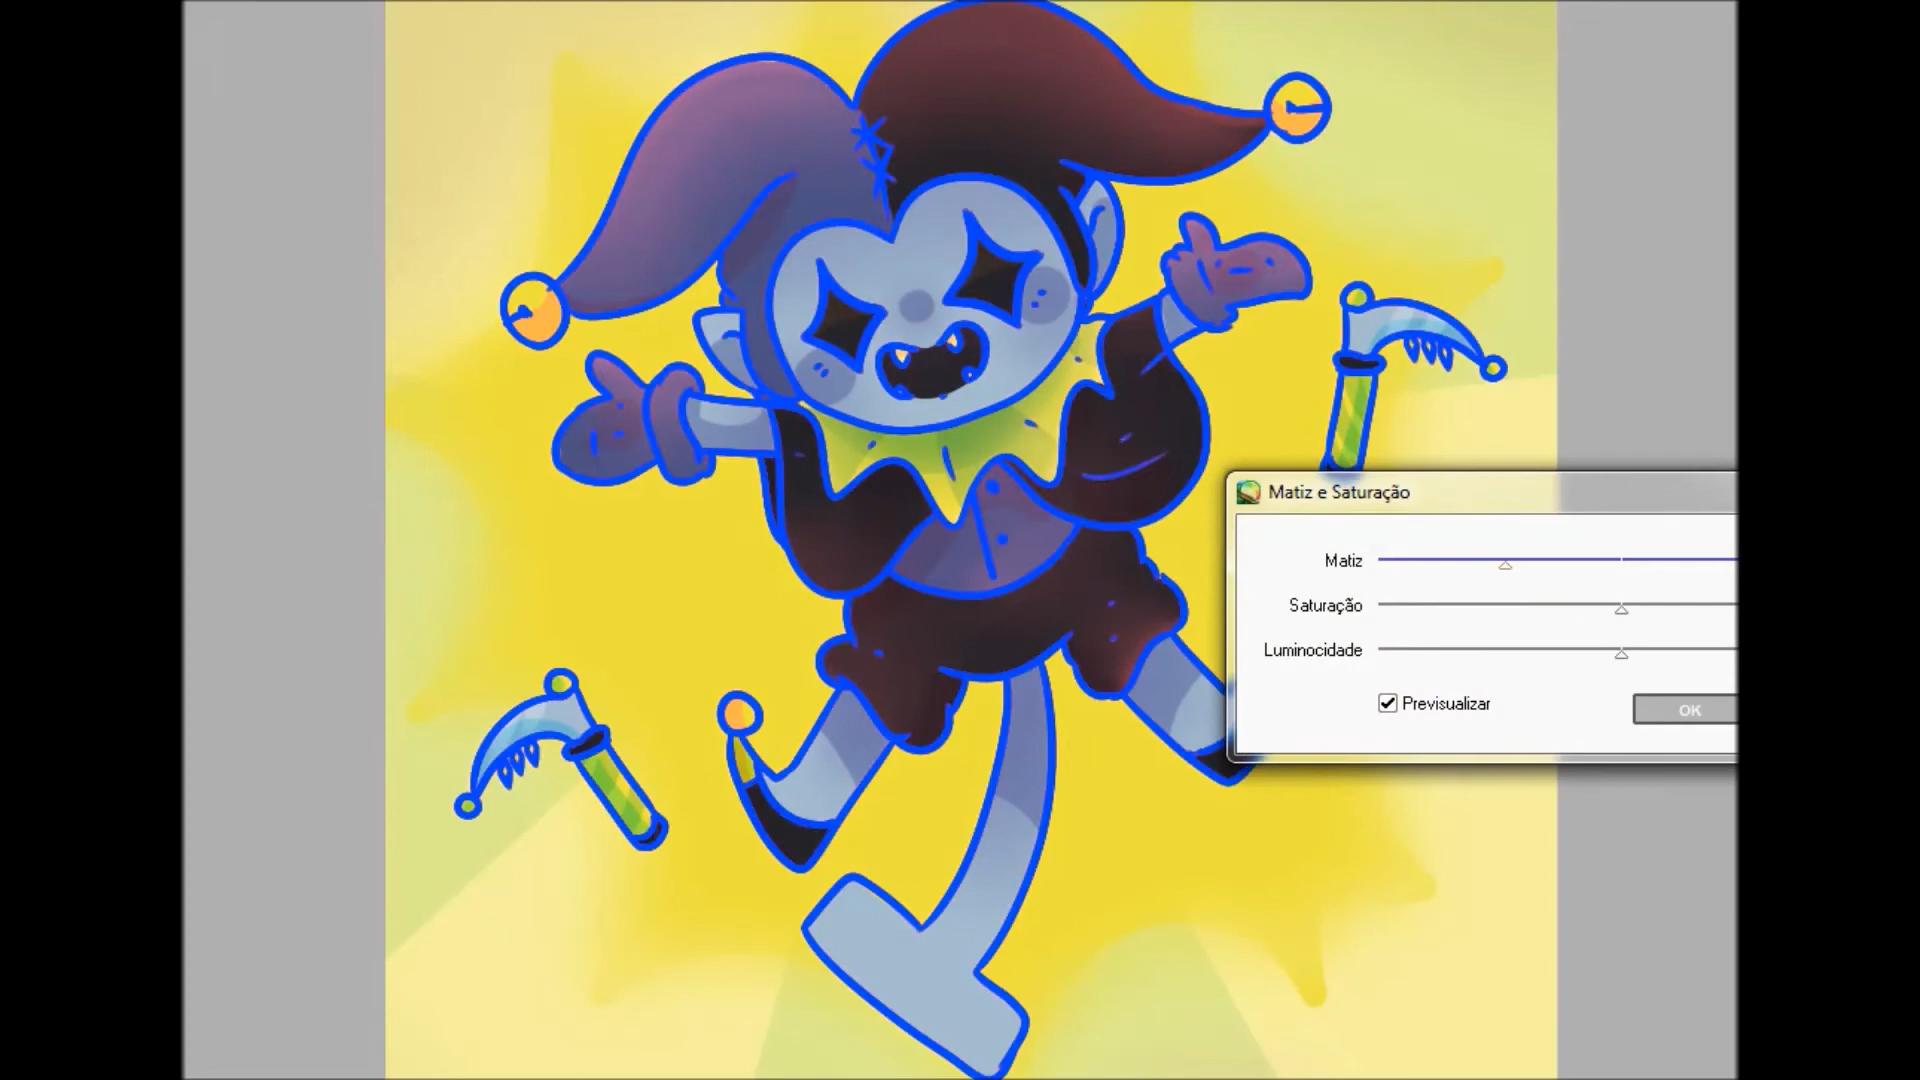 Matiz e Saturação
Matiz
Saturação
Luminocidade
Previsualizar
OK